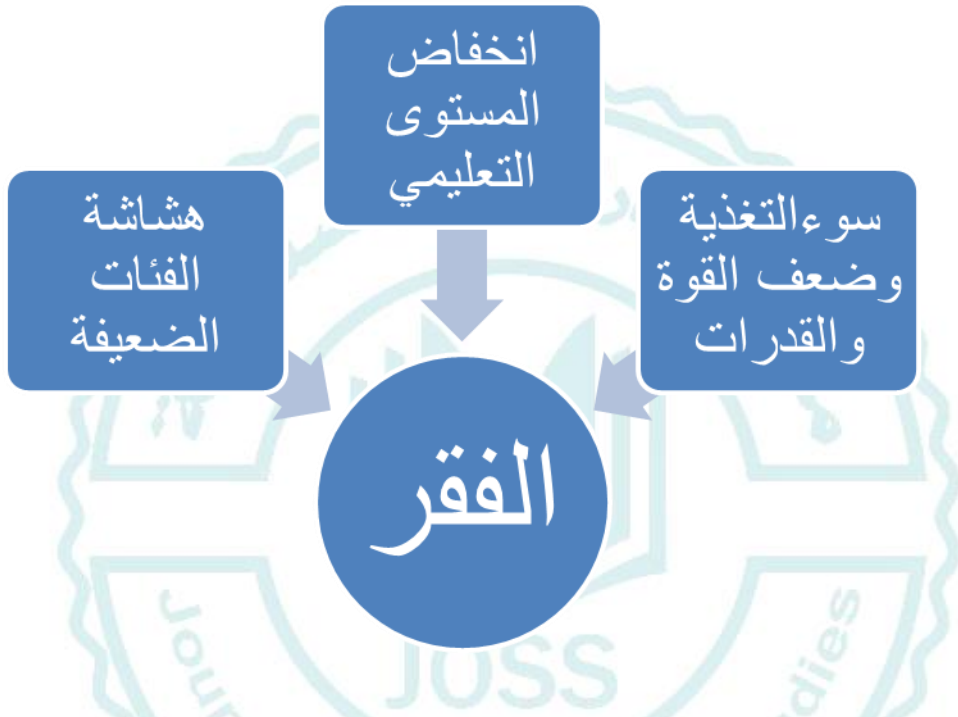 انخفاض
المستوى
التعليمي
سوءالتغذية
وضعف القوة
والقدرات
هشاشة
الفئات
الضعيفة
الفقر
JOSS